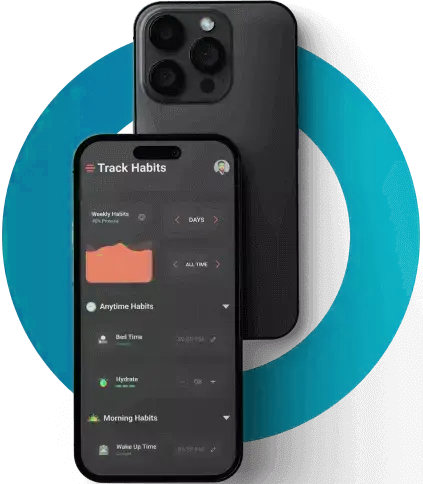 Track Habits
Weekly Habits
DAYS
ALL TIME
Anytime Habits
Bed Time
Hydrate
Morning Habits
Wake Up Time